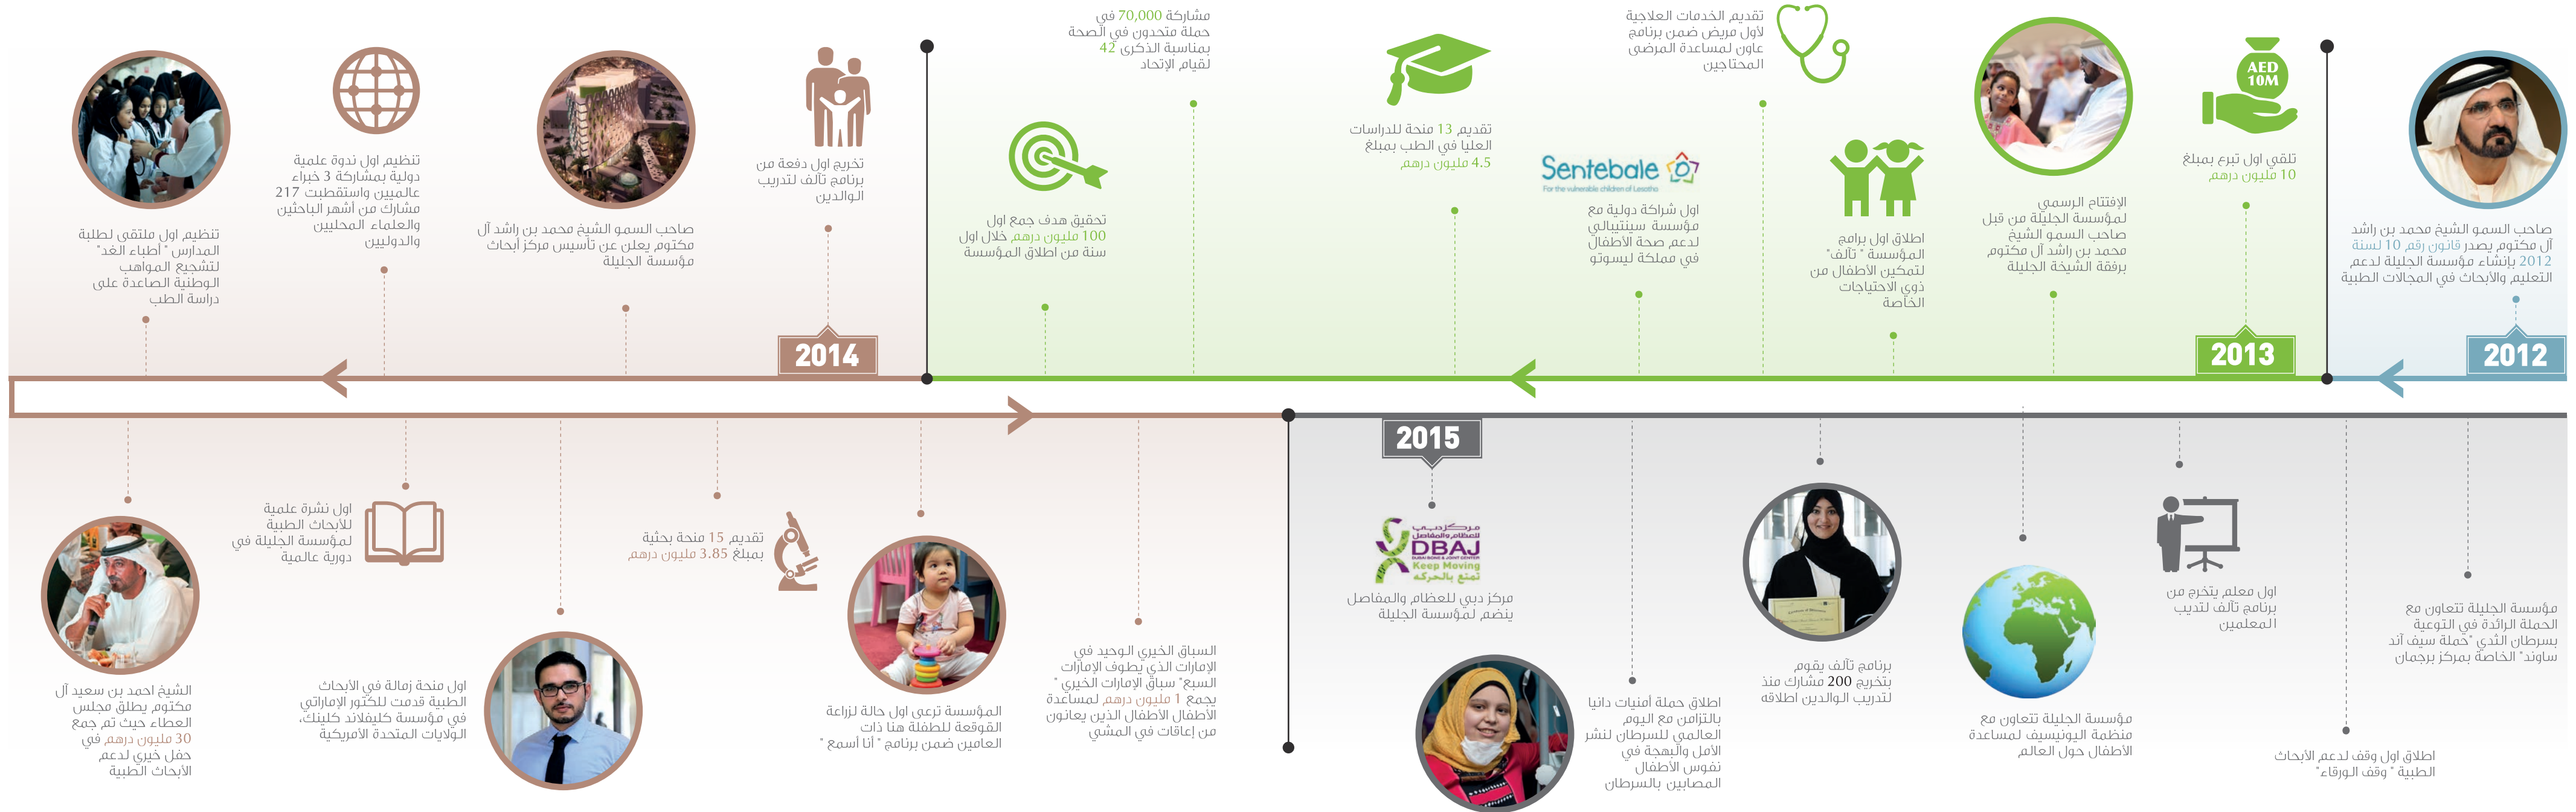 2012
صاحب السمو الشيخ محمد بن راشد
آل مكتوم يصدر قانون رقم 10 لسنة
2012 بإنشاء مؤسسة الجليلة لدعم
التعليم والأبحاث في المجالات الطبية
2013
AED
10M
تلقي اول تبرع بمبلغ
10 مليون درهم
الإفتتاح الرسمي
لمؤسسة الجليلة من قبل
صاحب السمو الشيخ
محمد بن راشد آل مكتوم
برفقة الشيخة الجليلة
اطلاق اول برامج
المؤسسة " تآلف"
لتمكين الأطفال من
ذوي الاحتياجات
الخاصة
تقديم الخدمات العلاجية
لأول مريض ضمن برنامج
عاون لمساعدة المرضى
المحتاجين
Sentebale
For the vulnerable children of Lesotho
اول شراكة دولية مع
مؤسسة سينتيبالي
لدعم صحة الأطفال
في مملكة ليسوتو
تقديم 13 منحة للدراسات
العليا في الطب بمبلغ
4.5 مليون درهم
مشاركة 70,000 في
حملة متحدون في الصحة
بمناسبة الذكرى 42
لقيام الإتحاد
تحقيق هدف جمع اول
100 مليون درهم خلال اول
سنة من اطلاق المؤسسة
2014
تخريج اول دفعة من
برنامج تآلف لتدريب
الوالدين
صاحب السمو الشيخ محمد بن راشد آل
مكتوم يعلن عن تأسيس مركز أبحاث
مؤسسة الجليلة
تنظيم اول ندوة علمية
دولية بمشاركة 3 خبراء
عالميين واستقطبت 217
مشارك من أشهر الباحثين
والعلماء المحليين
والدوليين
تنظيم اول ملتقى لطلبة
المدارس " أطباء الغد"
لتشجيع المواهب
الوطنية الصاعدة على
دراسة الطب
الشيخ احمد بن سعيد آل
مكتوم يطلق مجلس
العطاء حيث تم جمع
30 مليون درهم في
حفل خيري لدعم
الأبحاث الطبية
اول نشرة علمية
للأبحاث الطبية
لمؤسسة الجليلة في
دورية عالمية
اول منحة زمالة في الأبحاث
الطبية قدمت للكتور الإماراتي
في مؤسسة كليفلاند كلينك،
الولايات المتحدة الأمريكية
تقديم 15 منحة بحثية
بمبلغ 3.85 مليون درهم
المؤسسة ترعى اول حالة لزراعة
القوقعة للطفلة هنا ذات
العامين ضمن برنامج " أنا أسمع "
السباق الخيري الوحيد في
الإمارات الذي يطوف الإمارات
السبع" سباق الإمارات الخيري "
يجمع 1 مليون درهم لمساعدة
الأطفال الأطفال الذين يعانون
من إعاقات في المشي
2015
مركز دبي
للعظام والمفاصل
DBAJ
DUBAI BONE & JOINT CENTER
Keep Moving
تمتع بالحركه
مركز دبي للعظام والمفاصل
ينضم لمؤسسة الجليلة
اطلاق حملة أمنيات دانيا
بالتزامن مع اليوم
العالمي للسرطان لنشر
الأمل والبهجة في
نفوس الأطفال
المصابين بالسرطان
برنامج تآلف يقوم
بتخريج 200 مشارك منذ
لتدريب الوالدين اطلاقه
مؤسسة الجليلة تتعاون مع
منظمة اليونيسيف لمساعدة
الأطفال حول العالم
اول معلم يتخرج من
برنامج تآلف لتديب
المعلمين
اطلاق اول وقف لدعم الأبحاث
الطبية " وقف الورقاء"
مؤسسة الجليلة تتعاون مع
الحملة الرائدة في التوعية
بسرطان الثدي "حملة سيف آند
ساوند" الخاصة بمركز برجمان